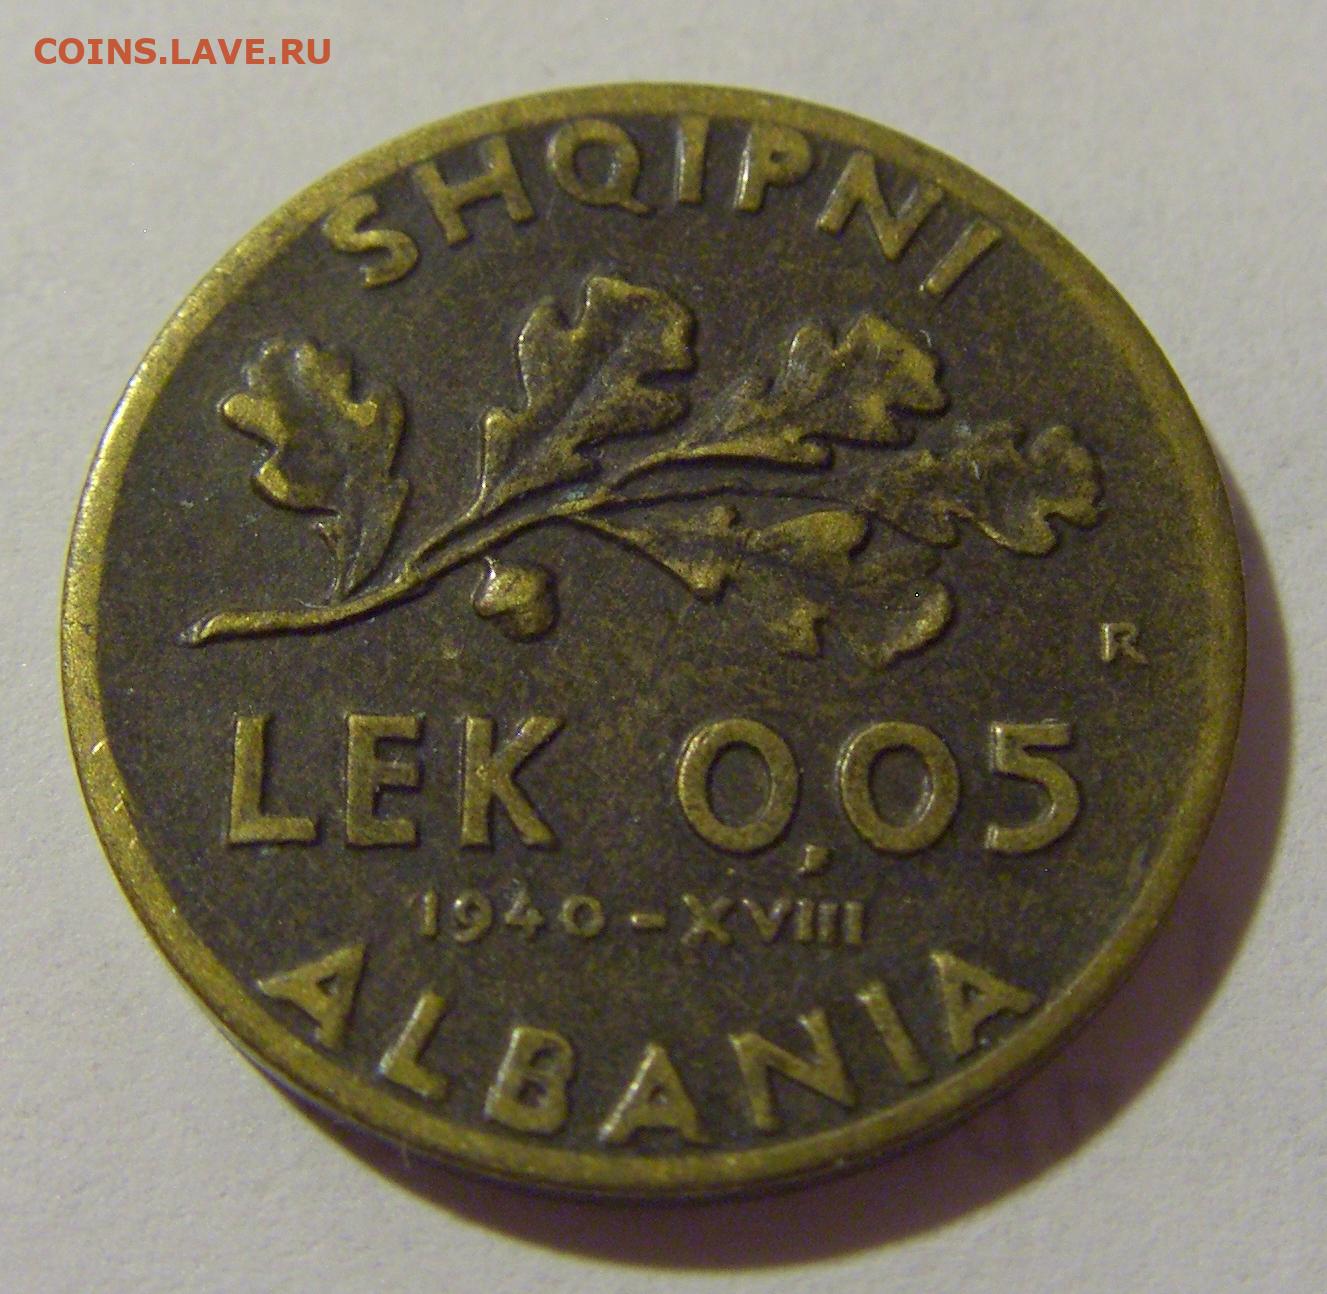 COINS.LAVE.RU
SHQIPNI
R
LEK 0,05
1940-XVIII
ALBANIA